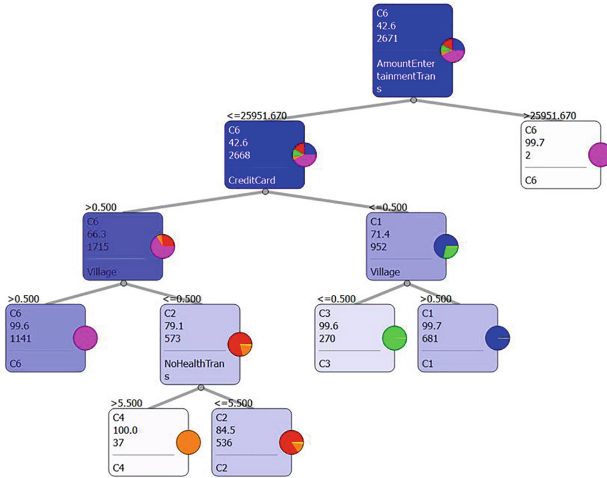 C6
42.6
2671
AmountEnter
tainmentTran
s
<=25951.670
>25951.670
C6
42.6
2668
CreditCard
C6
99.7
2
C6
>0.500
<=0.500
C6
66.3
1715
Village
C1
71.4
952
Village
>0.500
<=0.500
<=0.500
>0.500
C6
99.6
1141
C6
C2
79.1
573
NoHealthTran
s
C3
99.6
270
C3
C1
99.7
681
C1
>5.500
<=5.500
C4
100.0
37
C4
C2
84.5
536
C2